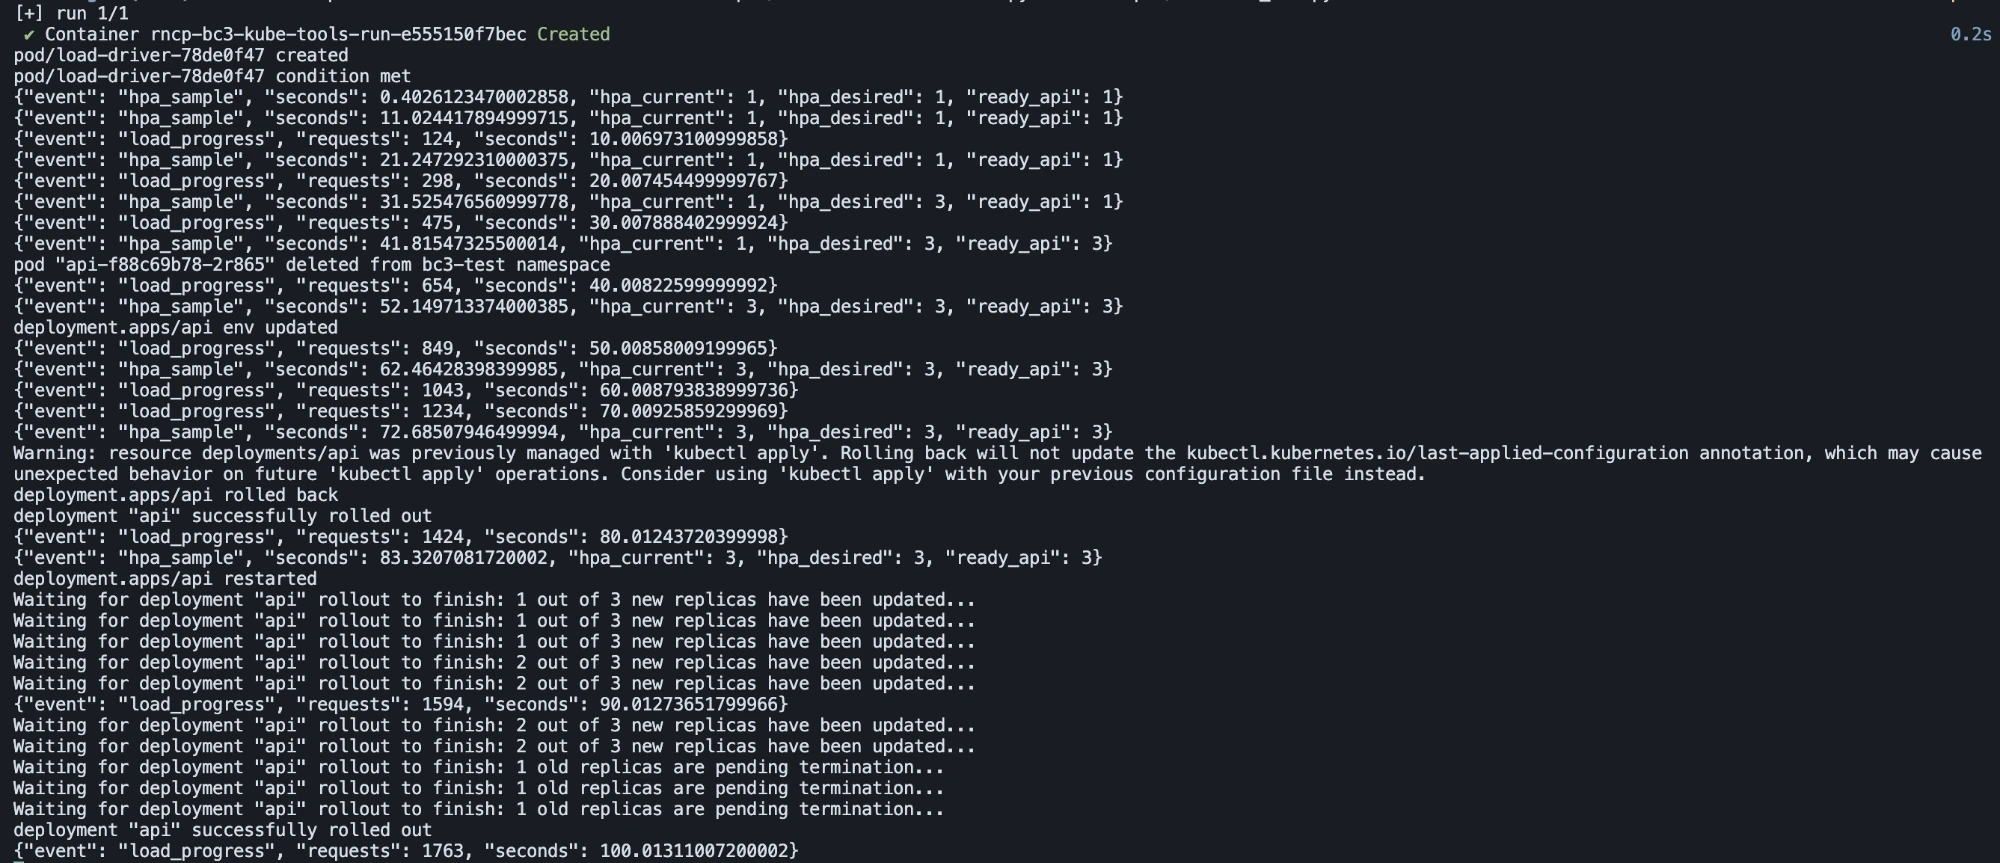 [+] run 1/1
✔ Container rncp-bc3-kube-tools-run-e555150f7bec Created 0.2s
pod/load-driver-78de0f47 created
pod/load-driver-78de0f47 condition met
{"event": "hpa_sample", "seconds": 0.4026123470002858, "hpa_current": 1, "hpa_desired": 1, "ready_api": 1}
{"event": "hpa_sample", "seconds": 11.024417894999715, "hpa_current": 1, "hpa_desired": 1, "ready_api": 1}
{"event": "load_progress", "requests": 124, "seconds": 10.006973100999858}
{"event": "hpa_sample", "seconds": 21.247292310000375, "hpa_current": 1, "hpa_desired": 1, "ready_api": 1}
{"event": "load_progress", "requests": 298, "seconds": 20.007454499999767}
{"event": "hpa_sample", "seconds": 31.525476560999778, "hpa_current": 1, "hpa_desired": 3, "ready_api": 1}
{"event": "load_progress", "requests": 475, "seconds": 30.007888402999924}
{"event": "hpa_sample", "seconds": 41.81547325500014, "hpa_current": 1, "hpa_desired": 3, "ready_api": 3}
pod "api-f88c69b78-2r865" deleted from bc3-test namespace
{"event": "load_progress", "requests": 654, "seconds": 40.00822599999992}
{"event": "hpa_sample", "seconds": 52.149713374000385, "hpa_current": 3, "hpa_desired": 3, "ready_api": 3}
deployment.apps/api env updated
{"event": "load_progress", "requests": 849, "seconds": 50.00858009199965}
{"event": "hpa_sample", "seconds": 62.46428398399985, "hpa_current": 3, "hpa_desired": 3, "ready_api": 3}
{"event": "load_progress", "requests": 1043, "seconds": 60.008793838999736}
{"event": "load_progress", "requests": 1234, "seconds": 70.00925859299969}
{"event": "hpa_sample", "seconds": 72.68507946499994, "hpa_current": 3, "hpa_desired": 3, "ready_api": 3}
Warning: resource deployments/api was previously managed with 'kubectl apply'. Rolling back will not update the kubectl.kubernetes.io/last-applied-configuration annotation, which may cause
unexpected behavior on future 'kubectl apply' operations. Consider using 'kubectl apply' with your previous configuration file instead.
deployment.apps/api rolled back
deployment "api" successfully rolled out
{"event": "load_progress", "requests": 1424, "seconds": 80.01243720399998}
{"event": "hpa_sample", "seconds": 83.3207081720002, "hpa_current": 3, "hpa_desired": 3, "ready_api": 3}
deployment.apps/api restarted
Waiting for deployment "api" rollout to finish: 1 out of 3 new replicas have been updated...
Waiting for deployment "api" rollout to finish: 1 out of 3 new replicas have been updated...
Waiting for deployment "api" rollout to finish: 1 out of 3 new replicas have been updated...
Waiting for deployment "api" rollout to finish: 2 out of 3 new replicas have been updated...
Waiting for deployment "api" rollout to finish: 2 out of 3 new replicas have been updated...
{"event": "load_progress", "requests": 1594, "seconds": 90.01273651799966}
Waiting for deployment "api" rollout to finish: 2 out of 3 new replicas have been updated...
Waiting for deployment "api" rollout to finish: 2 out of 3 new replicas have been updated...
Waiting for deployment "api" rollout to finish: 1 old replicas are pending termination...
Waiting for deployment "api" rollout to finish: 1 old replicas are pending termination...
Waiting for deployment "api" rollout to finish: 1 old replicas are pending termination...
deployment "api" successfully rolled out
{"event": "load_progress", "requests": 1763, "seconds": 100.01311007200002}